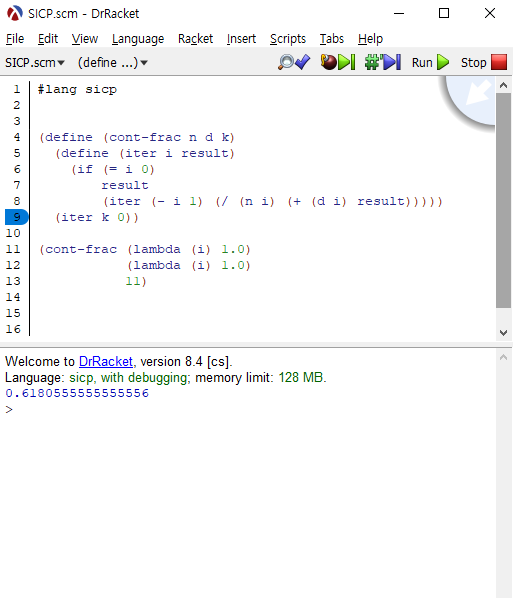 SICP.scm - DrRacket
File Edit View Language Racket Insert Scripts Tabs Help
SICP.scm▾ (define ...)▾ Run Stop
1 #lang sicp
2
3
4 (define (cont-frac n d k)
5   (define (iter i result)
6     (if (= i 0)
7         result
8         (iter (- i 1) (/ (n i) (+ (d i) result)))))
9   (iter k 0))
10
11 (cont-frac (lambda (i) 1.0)
12            (lambda (i) 1.0)
13            11)
14
15
16
Welcome to DrRacket, version 8.4 [cs].
Language: sicp, with debugging; memory limit: 128 MB.
0.6180555555555556
>